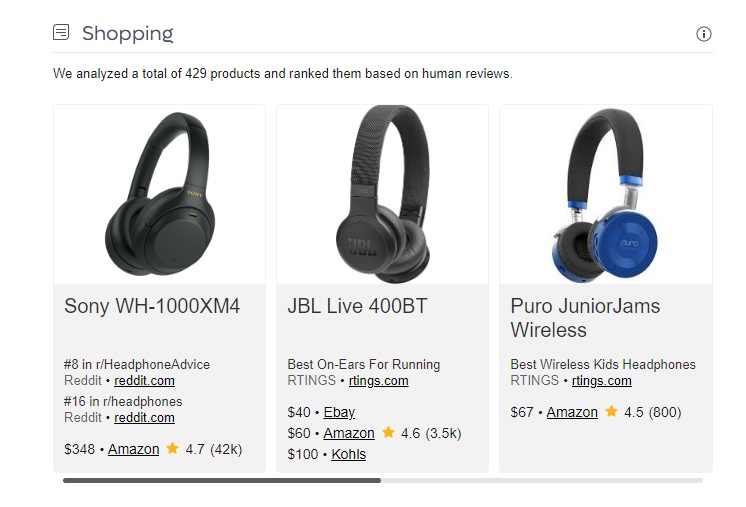 Shopping
We analyzed a total of 429 products and ranked them based on human reviews.
SONY
JBL
puro
Sony WH-1000XM4
#8 in r/HeadphoneAdvice
Reddit • reddit.com
#16 in r/headphones
Reddit • reddit.com
$348 • Amazon ★ 4.7 (42k)
JBL Live 400BT
Best On-Ears For Running
RTINGS • rtings.com
$40 • Ebay
$60 • Amazon ★ 4.6 (3.5k)
$100 • Kohls
Puro JuniorJams
Wireless
Best Wireless Kids Headphones
RTINGS • rtings.com
$67 • Amazon ★ 4.5 (800)